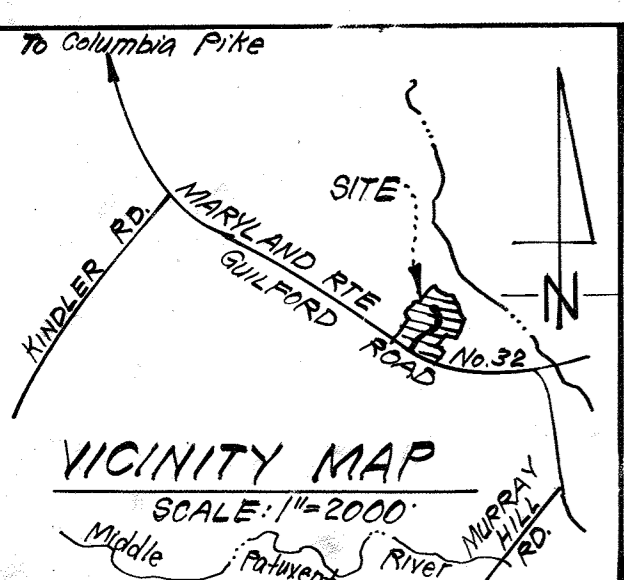 To Columbia Pike
SITE
MARYLAND RTE No. 32
GUILFORD ROAD
KINDLER RD.
N
VICINITY MAP
SCALE: 1"=2000'
MURRAY
HILL
RD.
Middle Patuxent River